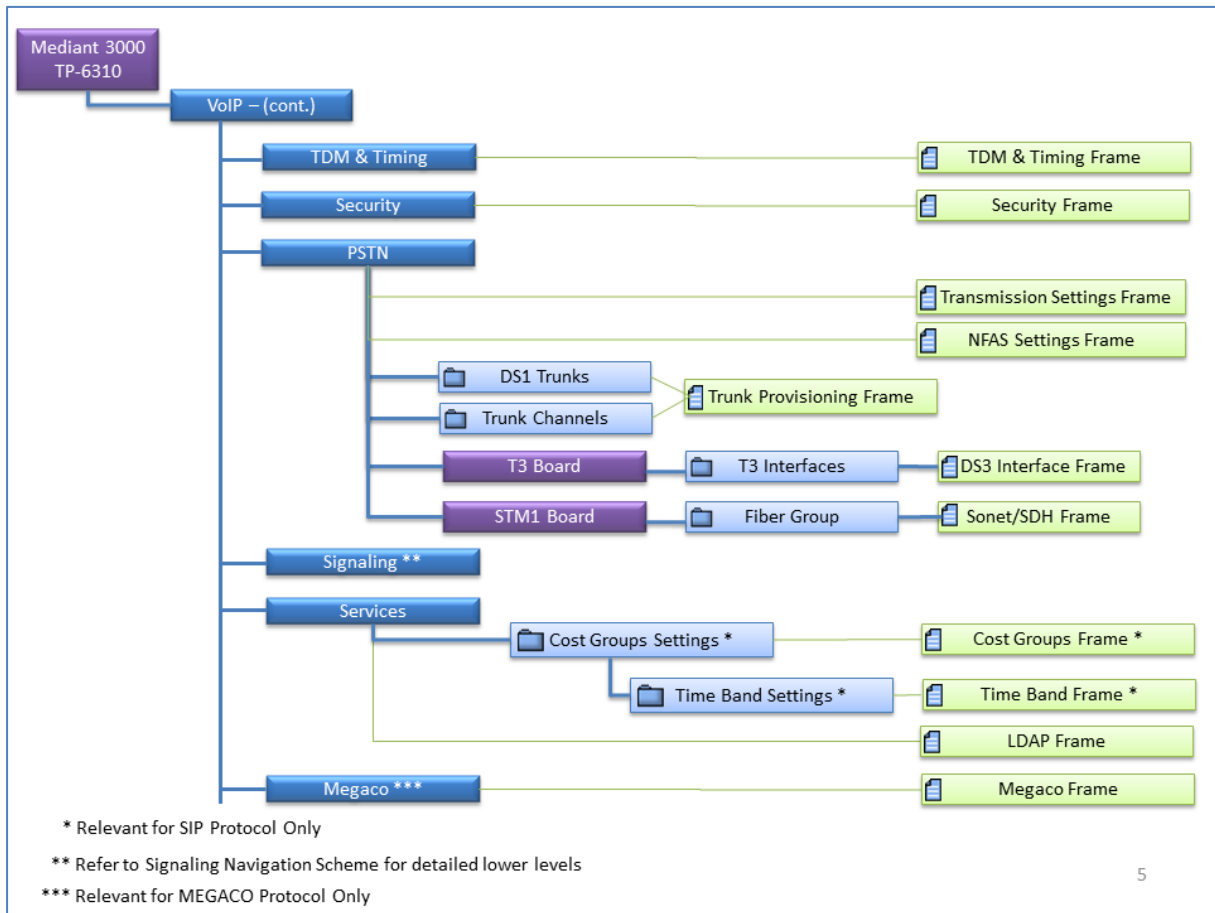 Mediant 3000
TP-6310
VoIP – (cont.)
TDM & Timing
TDM & Timing Frame
Security
Security Frame
PSTN
Transmission Settings Frame
NFAS Settings Frame
DS1 Trunks
Trunk Provisioning Frame
Trunk Channels
T3 Board
T3 Interfaces
DS3 Interface Frame
STM1 Board
Fiber Group
Sonet/SDH Frame
Signaling **
Services
Cost Groups Settings *
Cost Groups Frame *
Time Band Settings *
Time Band Frame *
LDAP Frame
Megaco ***
Megaco Frame
* Relevant for SIP Protocol Only
** Refer to Signaling Navigation Scheme for detailed lower levels
*** Relevant for MEGACO Protocol Only
5